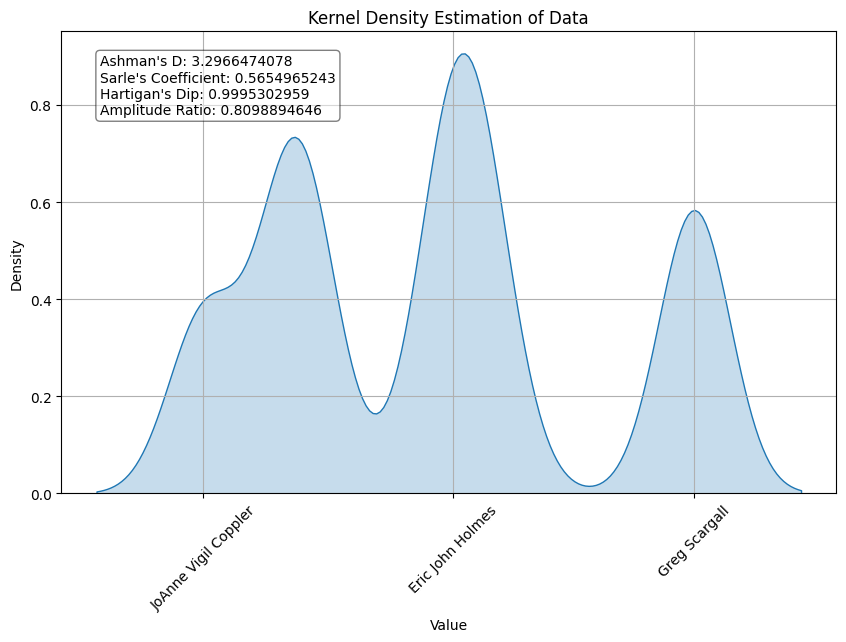 Kernel Density Estimation of Data
Ashman's D: 3.2966474078
Sarle's Coefficient: 0.5654965243
Hartigan's Dip: 0.9995302959
Amplitude Ratio: 0.8098894646
Density
0.8
0.6
0.4
0.2
0.0
JoAnne Vigil Coppler
Eric John Holmes
Greg Scargall
Value